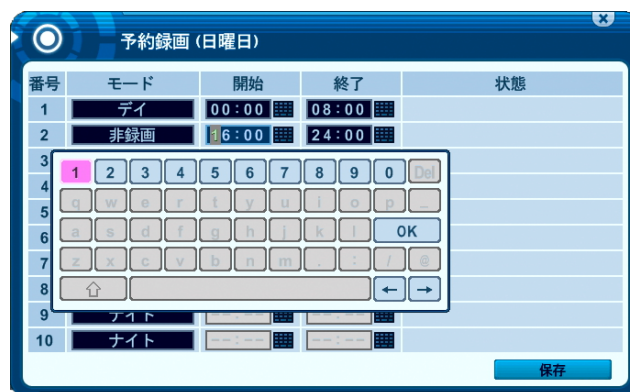 予約録画 (日曜日)
番号 モード 開始 終了 状態
1 デイ 00:00 08:00
2 非録画 16:00 24:00
3
1 2 3 4 5 6 7 8 9 0 Del
4
q w e r t y u i o p _
5
6 a s d f g h j k l OK
7 z x c v b n m . : / @
8 ⇧ ← →
9 ナイト --:-- --:--
10 ナイト --:-- --:--
保存